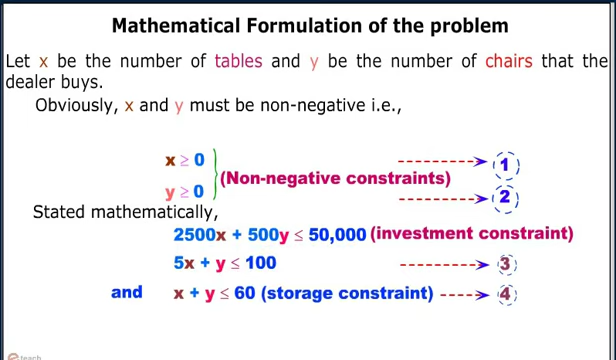 Mathematical Formulation of the problem
Let x be the number of tables and y be the number of chairs that the
dealer buys.
Obviously, x and y must be non-negative i.e.,
x ≥ 0
(Non-negative constraints)
1
y ≥ 0
2
Stated mathematically,
2500x + 500y ≤ 50,000 (investment constraint)
5x + y ≤ 100
3
and x + y ≤ 60 (storage constraint)
4
e teach